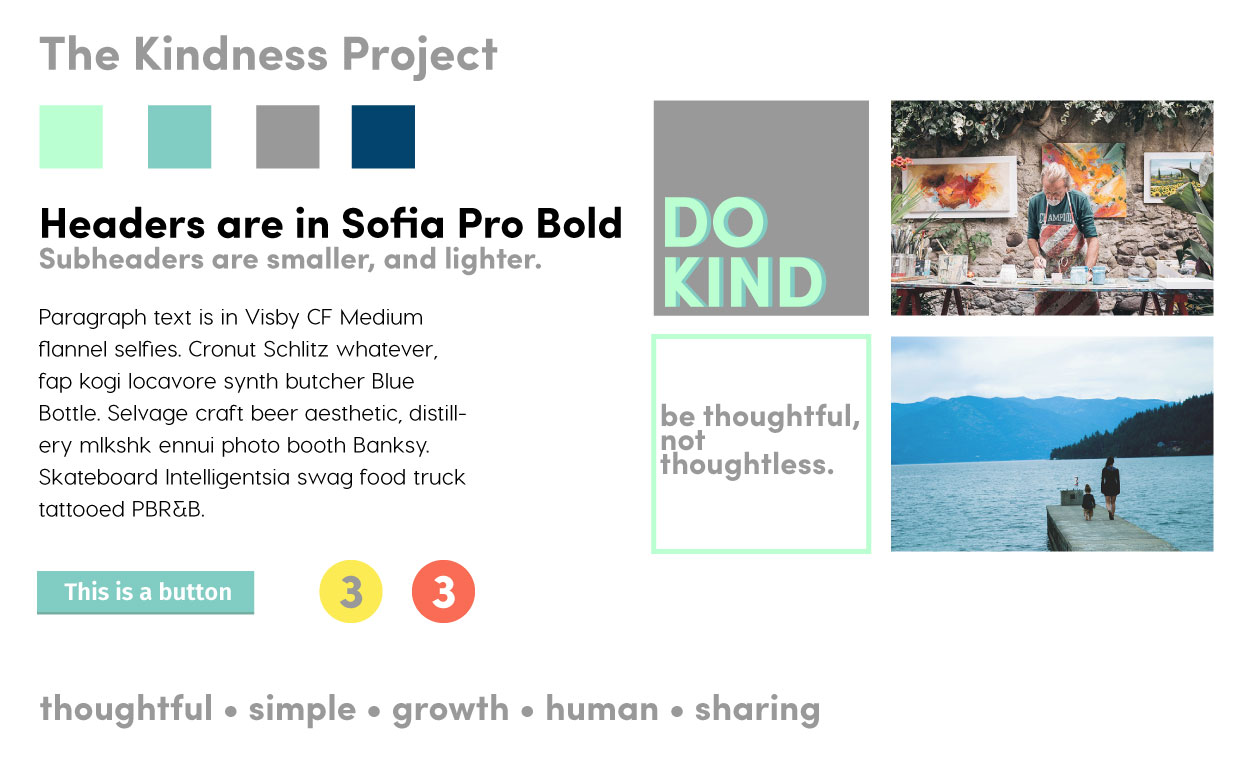 The Kindness Project
Headers are in Sofia Pro Bold
Subheaders are smaller, and lighter.
Paragraph text is in Visby CF Medium
flannel selfies. Cronut Schlitz whatever,
fap kogi locavore synth butcher Blue
Bottle. Selvage craft beer aesthetic, distill-
ery mlkshk ennui photo booth Banksy.
Skateboard Intelligentsia swag food truck
tattooed PBR&B.
This is a button
3
3
DO
KIND
CHAMPION
be thoughtful,
not
thoughtless.
thoughtful • simple • growth • human • sharing